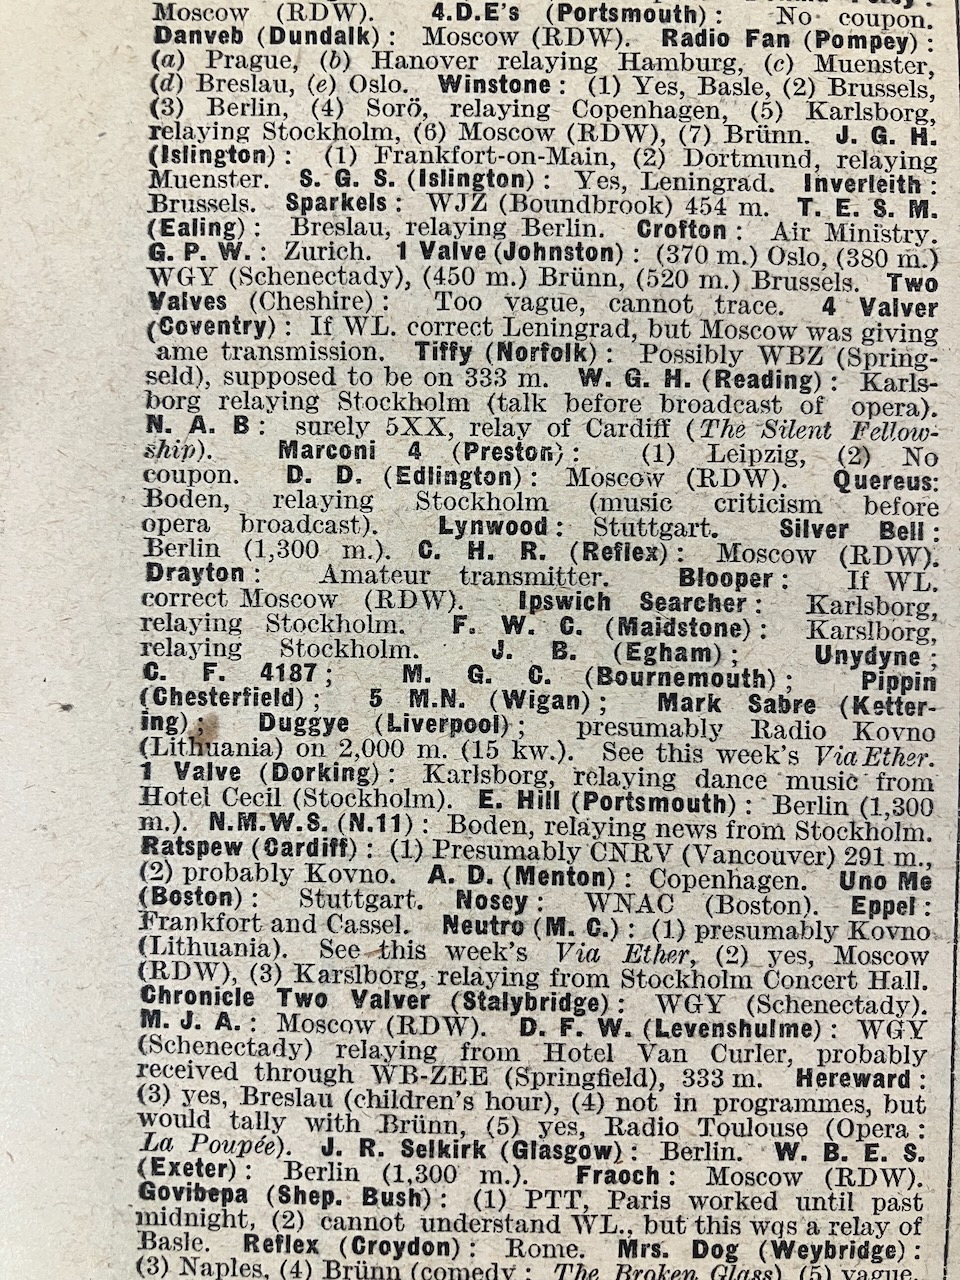 Moscow (RDW). 4.D.E's (Portsmouth): No coupon.
Danveb (Dundalk): Moscow (RDW). Radio Fan (Pompey):
(a) Prague, (b) Hanover relaying Hamburg, (c) Muenster,
(d) Breslau, (e) Oslo. Winstone: (1) Yes, Basle, (2) Brussels,
(3) Berlin, (4) Sorö, relaying Copenhagen, (5) Karlsborg,
relaying Stockholm, (6) Moscow (RDW), (7) Brünn. J. G. H.
(Islington): (1) Frankfort-on-Main, (2) Dortmund, relaying
Muenster. S. G. S. (Islington): Yes, Leningrad. Inverleith:
Brussels. Sparkels: WJZ (Boundbrook) 454 m. T. E. S. M.
(Ealing): Breslau, relaying Berlin. Crofton: Air Ministry.
G. P. W.: Zurich. 1 Valve (Johnston): (370 m.) Oslo, (380 m.)
WGY (Schenectady), (450 m.) Brünn, (520 m.) Brussels. Two
Valves (Cheshire): Too vague, cannot trace. 4 Valver
(Coventry): If WL. correct Leningrad, but Moscow was giving
ame transmission. Tiffy (Norfolk): Possibly WBZ (Spring-
seld), supposed to be on 333 m. W. G. H. (Reading): Karls-
borg relaying Stockholm (talk before broadcast of opera).
N. A. B: surely 5XX, relay of Cardiff (The Silent Fellow-
ship). Marconi 4 (Preston): (1) Leipzig, (2) No
coupon. D. D. (Edlington): Moscow (RDW). Quereus:
Boden, relaying Stockholm (music criticism before
opera broadcast). Lynwood: Stuttgart. Silver Bell:
Berlin (1,300 m.). C. H. R. (Reflex): Moscow (RDW).
Drayton: Amateur transmitter. Blooper: If WL.
correct Moscow (RDW). Ipswich Searcher: Karlsborg,
relaying Stockholm. F. W. C. (Maidstone): Karslborg,
relaying Stockholm. J. B. (Egham); Unydyne;
C. F. 4187; M. G. C. (Bournemouth); Pippin
(Chesterfield); 5 M.N. (Wigan); Mark Sabre (Ketter-
ing); Duggye (Liverpool); presumably Radio Kovno
(Lithuania) on 2,000 m. (15 kw.). See this week's Via Ether.
1 Valve (Dorking): Karlsborg, relaying dance music from
Hotel Cecil (Stockholm). E. Hill (Portsmouth): Berlin (1,300
m.). N.M.W.S. (N.11): Boden, relaying news from Stockholm.
Ratspew (Cardiff): (1) Presumably CNRV (Vancouver) 291 m.,
(2) probably Kovno. A. D. (Menton): Copenhagen. Uno Me
(Boston): Stuttgart. Nosey: WNAC (Boston). Eppel:
Frankfort and Cassel. Neutro (M. C.): (1) presumably Kovno
(Lithuania). See this week's Via Ether, (2) yes, Moscow
(RDW), (3) Karslborg, relaying from Stockholm Concert Hall.
Chronicle Two Valver (Stalybridge): WGY (Schenectady).
M. J. A.: Moscow (RDW). D. F. W. (Levenshulme): WGY
(Schenectady) relaying from Hotel Van Curler, probably
received through WB-ZEE (Springfield), 333 m. Hereward:
(3) yes, Breslau (children's hour), (4) not in programmes, but
would tally with Brünn, (5) yes, Radio Toulouse (Opera:
La Poupée). J. R. Selkirk (Glasgow): Berlin. W. B. E. S.
(Exeter): Berlin (1,300 m.). Fraoch: Moscow (RDW).
Govibepa (Shep. Bush): (1) PTT, Paris worked until past
midnight, (2) cannot understand WL., but this wqs a relay of
Basle. Reflex (Croydon): Rome. Mrs. Dog (Weybridge):
(3) Naples, (4) Brünn (comedy: The Broken Glass), (5) vague,